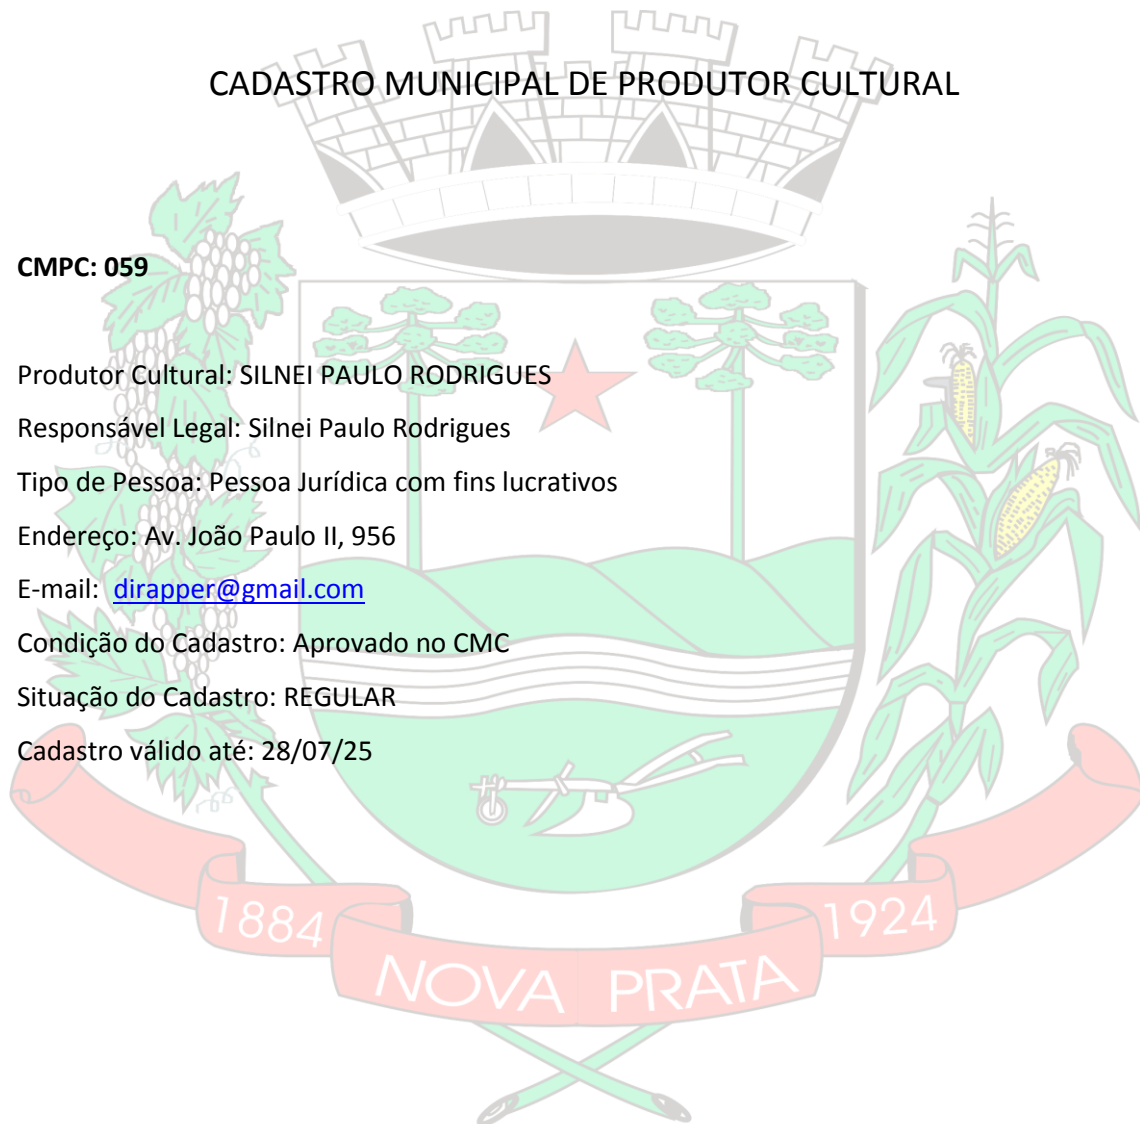 CADASTRO MUNICIPAL DE PRODUTOR CULTURAL
CMPC: 059
Produtor Cultural: SILNEI PAULO RODRIGUES
Responsável Legal: Silnei Paulo Rodrigues
Tipo de Pessoa: Pessoa Jurídica com fins lucrativos
Endereço: Av. João Paulo II, 956
E-mail: dirapper@gmail.com
Condição do Cadastro: Aprovado no CMC
Situação do Cadastro: REGULAR
Cadastro válido até: 28/07/25
1884
NOVA PRATA
1924